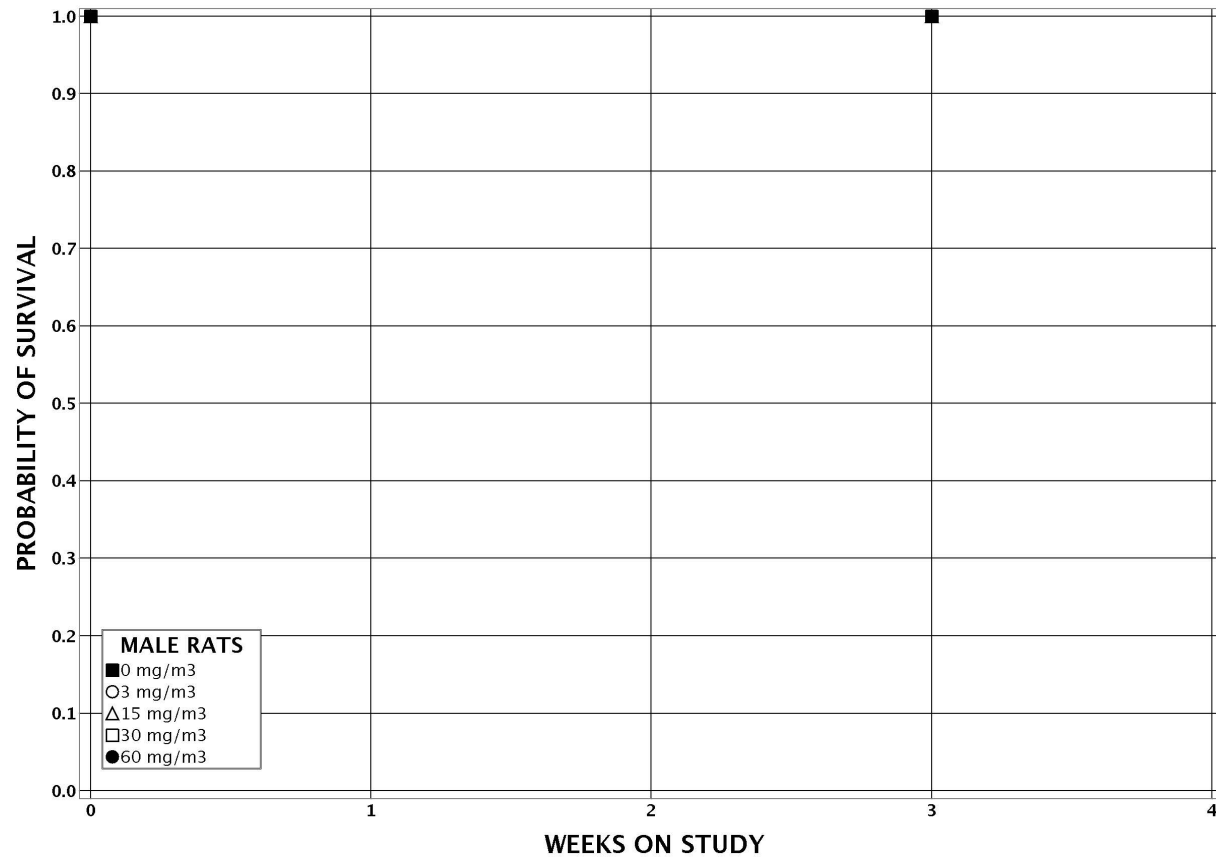 1.0
0.9
0.8
0.7
0.6
0.5
0.4
0.3
0.2
0.1
0.0
PROBABILITY OF SURVIVAL
MALE RATS
0 mg/m3
3 mg/m3
15 mg/m3
30 mg/m3
60 mg/m3
0 1 2 3 4
WEEKS ON STUDY